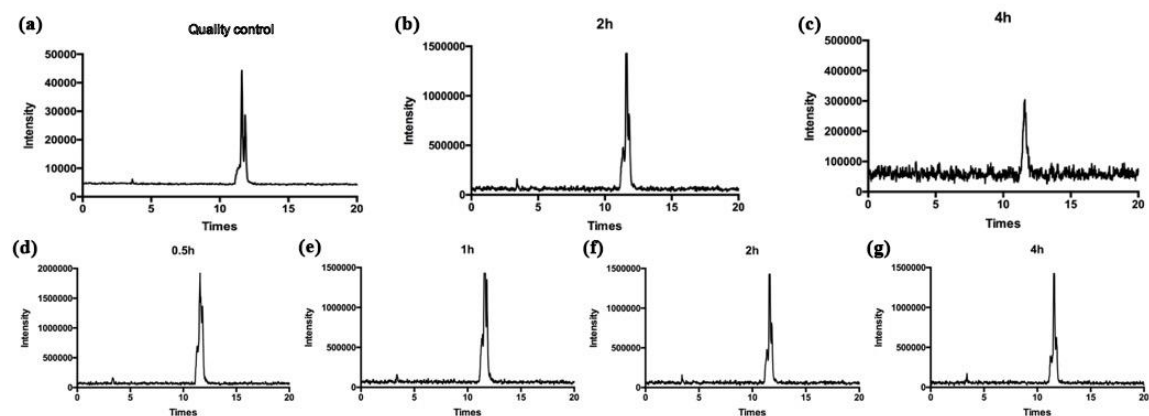 (a)
Quality control
50000
40000
30000
20000
10000
0
Intensity
0 5 10 15 20
Times
(b)
2h
1500000
1000000
500000
0
Intensity
0 5 10 15 20
Times
(c)
4h
500000
400000
300000
200000
100000
0
Intensity
0 5 10 15 20
Times
(d)
0.5h
2000000
1500000
1000000
500000
0
Intensity
0 5 10 15 20
Times
(e)
1h
1500000
1000000
500000
0
Intensity
0 5 10 15 20
Times
(f)
2h
1500000
1000000
500000
0
Intensity
0 5 10 15 20
Times
(g)
4h
1500000
1000000
500000
0
Intensity
0 5 10 15 20
Times